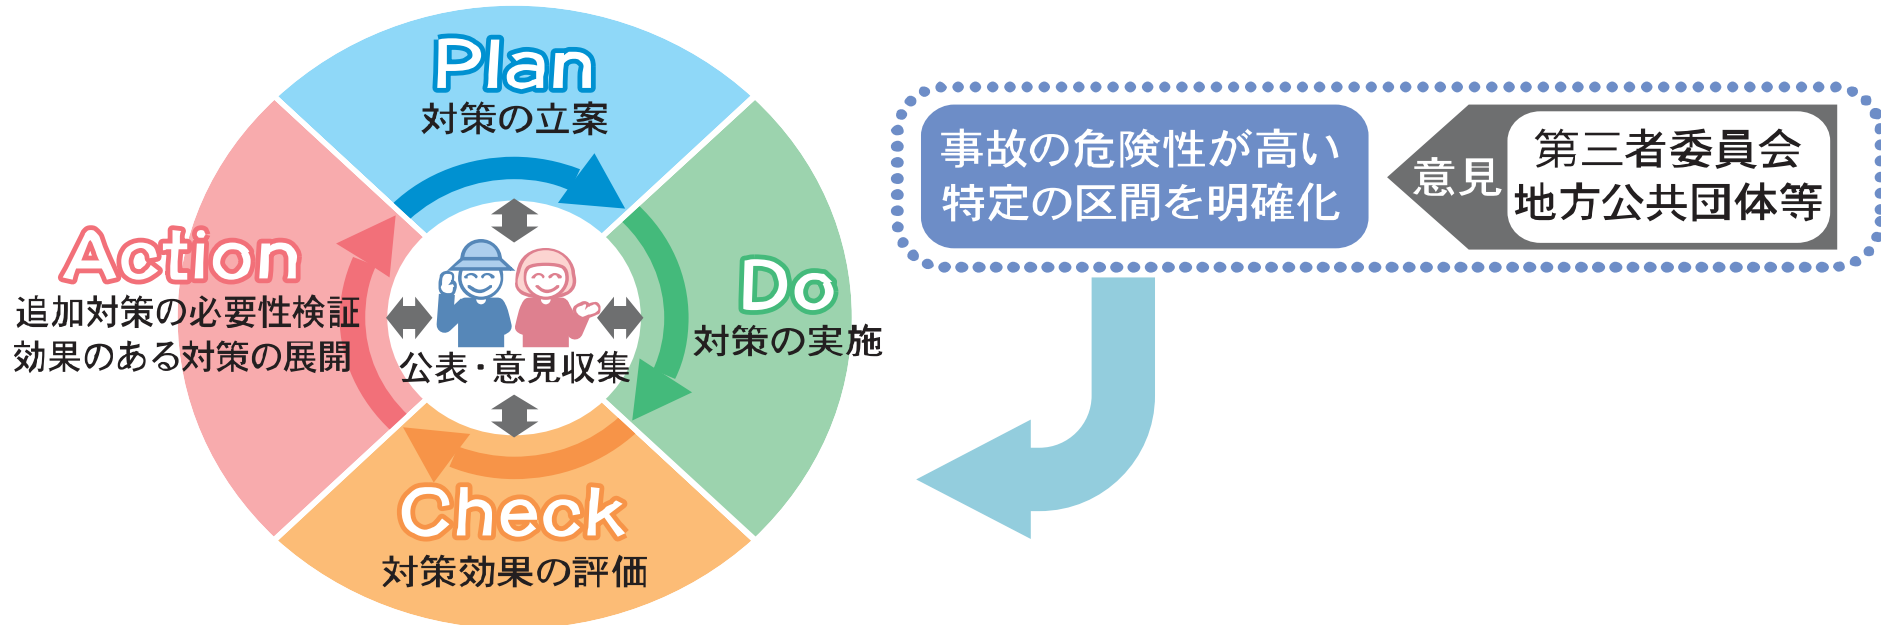 Plan
対策の立案
Do
対策の実施
Check
対策効果の評価
Action
追加対策の必要性検証
効果のある対策の展開
公表・意見収集
事故の危険性が高い
特定の区間を明確化
意見
第三者委員会
地方公共団体等